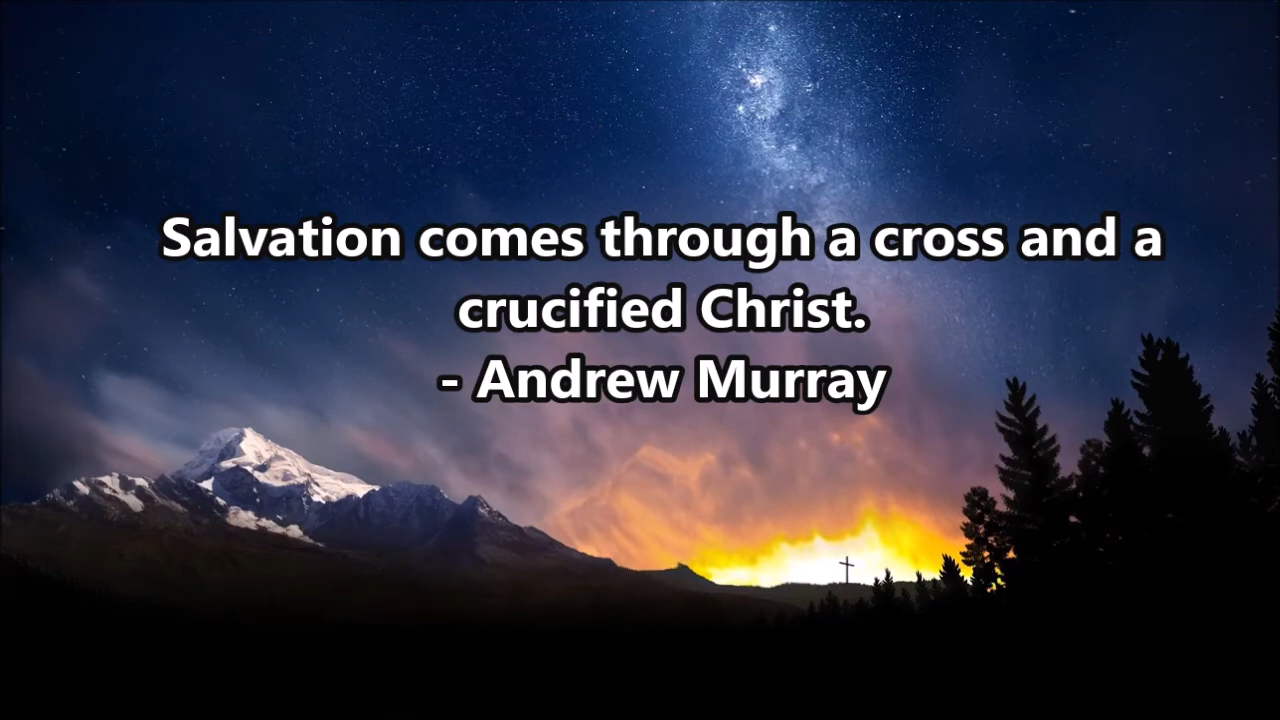 Salvation comes through a cross and a
crucified Christ.
- Andrew Murray